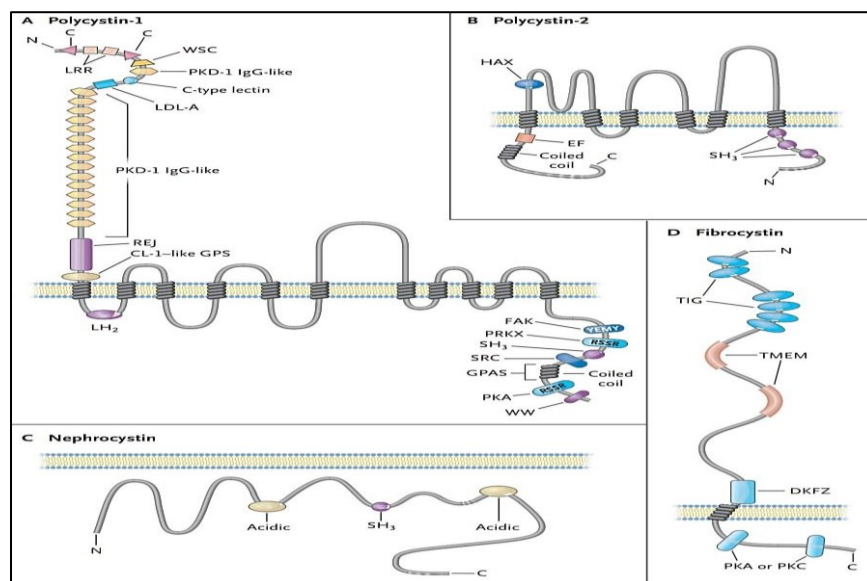 A Polycystin-1
N
C
C
WSC
LRR
PKD-1 IgG-like
C-type lectin
LDL-A
PKD-1 IgG-like
REJ
CL-1–like GPS
LH2
FAK
YEMY
PRKX
RSSR
SH3
SRC
GPAS
Coiled
coil
PKA
RSSR
WW
B Polycystin-2
HAX
EF
Coiled
coil
C
SH3
N
C Nephrocystin
N
Acidic
SH3
Acidic
C
D Fibrocystin
N
TIG
TMEM
DKFZ
PKA or PKC
C